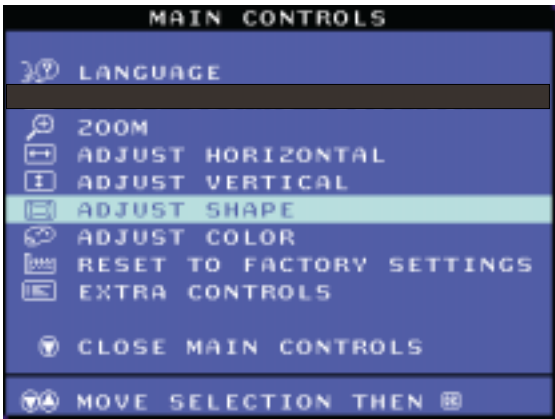 MAIN CONTROLS
LANGUAGE
ZOOM
ADJUST HORIZONTAL
ADJUST VERTICAL
ADJUST SHAPE
ADJUST COLOR
RESET TO FACTORY SETTINGS
EXTRA CONTROLS
CLOSE MAIN CONTROLS
MOVE SELECTION THEN OK